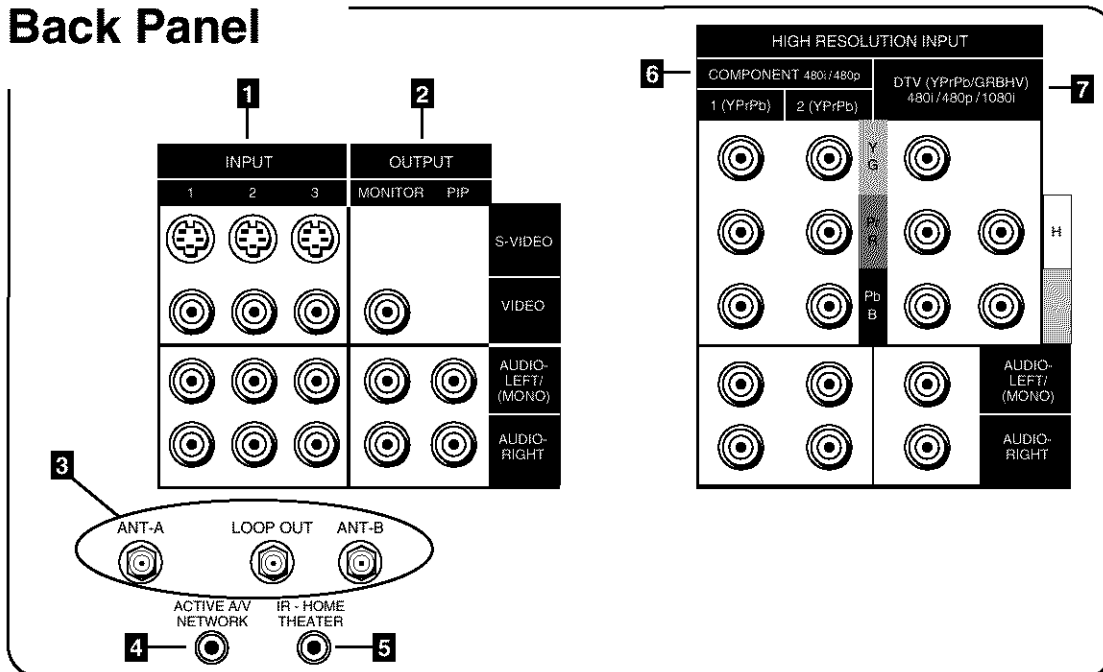 Back Panel
1
2
INPUT
OUTPUT
1 2 3
MONITOR PIP
S-VIDEO
VIDEO
AUDIO-
LEFT/
(MONO)
AUDIO-
RIGHT
3
ANT-A
LOOP OUT
ANT-B
ACTIVE A/V
NETWORK
IR - HOME
THEATER
4
5
HIGH RESOLUTION INPUT
6
COMPONENT 480i/480p
1 (YPrPb)
2 (YPrPb)
DTV (YPrPb/GRBHV)
480i/480p/1080i
7
Y
G
Pr
R
Pb
B
H
AUDIO-
LEFT/
(MONO)
AUDIO-
RIGHT